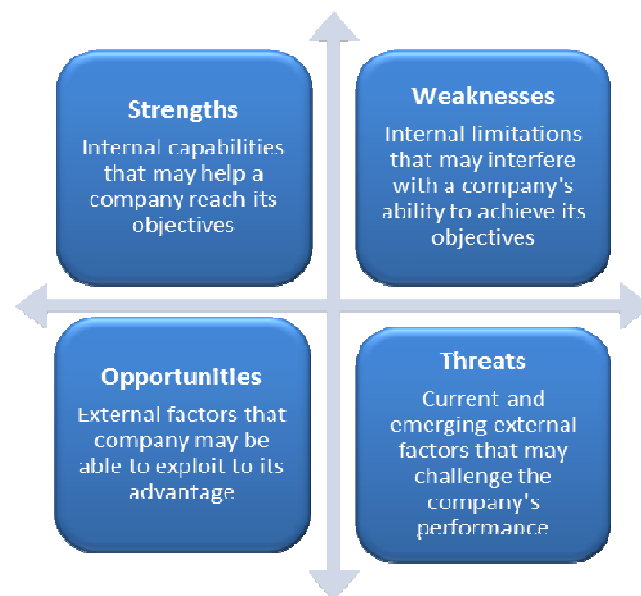 Strengths
Internal capabilities
that may help a
company reach its
objectives
Weaknesses
Internal limitations
that may interfere
with a company's
ability to achieve its
objectives
Opportunities
External factors that
company may be
able to exploit to its
advantage
Threats
Current and
emerging external
factors that may
challenge the
company's
performance